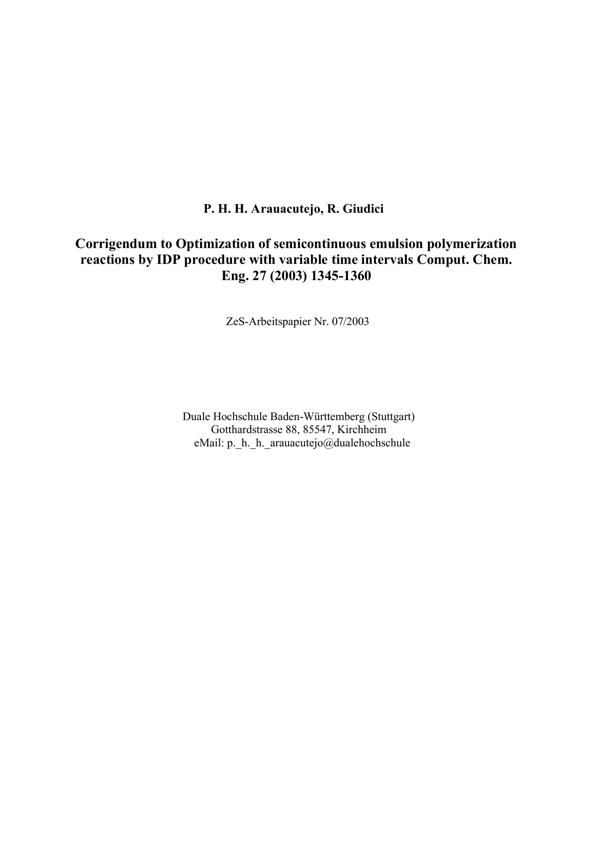 P. H. H. Arauacutejo, R. Giudici
Corrigendum to Optimization of semicontinuous emulsion polymerization
reactions by IDP procedure with variable time intervals Comput. Chem.
Eng. 27 (2003) 1345-1360
ZeS-Arbeitspapier Nr. 07/2003
Duale Hochschule Baden-Württemberg (Stuttgart)
Gotthardstrasse 88, 85547, Kirchheim
eMail: p._h._h._arauacutejo@dualehochschule